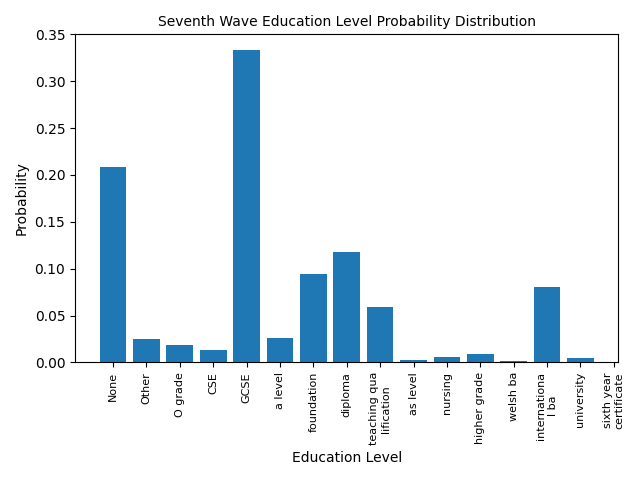 Seventh Wave Education Level Probability Distribution
Probability
0.35
0.30
0.25
0.20
0.15
0.10
0.05
0.00
None
Other
O grade
CSE
GCSE
a level
foundation
diploma
teaching qua
lification
as level
nursing
higher grade
welsh ba
internationa
l ba
university
sixth year
certificate
Education Level